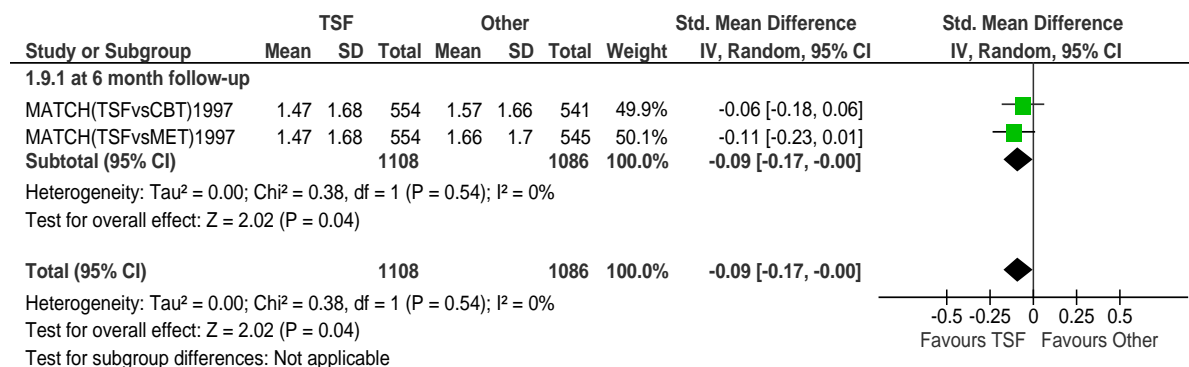 TSF Other Std. Mean Difference Std. Mean Difference
Study or Subgroup Mean SD Total Mean SD Total Weight IV, Random, 95% CI IV, Random, 95% CI
1.9.1 at 6 month follow-up
MATCH(TSFvsCBT)1997 1.47 1.68 554 1.57 1.66 541 49.9% -0.06 [-0.18, 0.06]
MATCH(TSFvsMET)1997 1.47 1.68 554 1.66 1.7 545 50.1% -0.11 [-0.23, 0.01]
Subtotal (95% CI) 1108 1086 100.0% -0.09 [-0.17, -0.00]
Heterogeneity: Tau² = 0.00; Chi² = 0.38, df = 1 (P = 0.54); I² = 0%
Test for overall effect: Z = 2.02 (P = 0.04)
Total (95% CI) 1108 1086 100.0% -0.09 [-0.17, -0.00]
Heterogeneity: Tau² = 0.00; Chi² = 0.38, df = 1 (P = 0.54); I² = 0%
Test for overall effect: Z = 2.02 (P = 0.04)
Test for subgroup differences: Not applicable
-0.5 -0.25 0 0.25 0.5
Favours TSF Favours Other